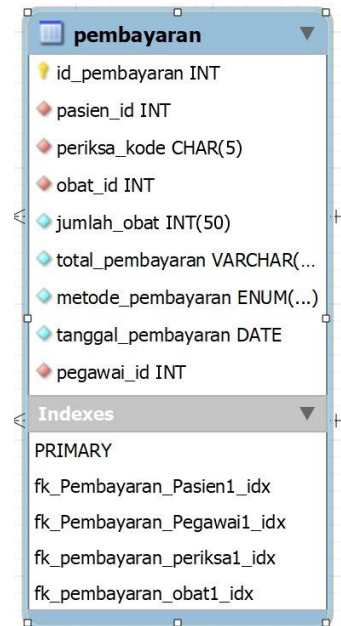 pembayaran
id_pembayaran INT
pasien_id INT
periksa_kode CHAR(5)
obat_id INT
jumlah_obat INT(50)
total_pembayaran VARCHAR(...
metode_pembayaran ENUM(...)
tanggal_pembayaran DATE
pegawai_id INT
Indexes
PRIMARY
fk_Pembayaran_Pasien1_idx
fk_Pembayaran_Pegawai1_idx
fk_pembayaran_periksa1_idx
fk_pembayaran_obat1_idx